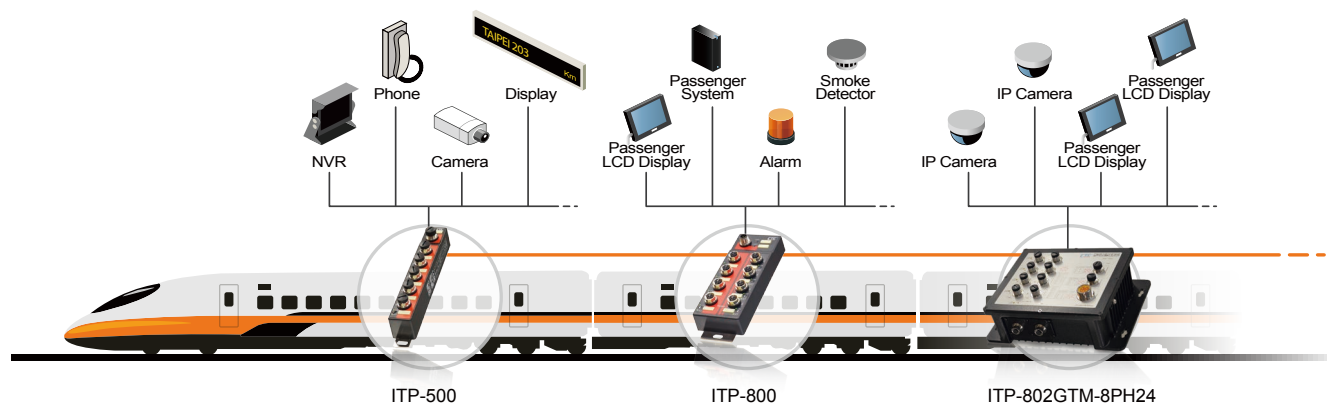 TAIPEI 203
Km
Phone
Display
NVR
Camera
Passenger
System
Smoke
Detector
Passenger
LCD Display
Alarm
IP Camera
Passenger
LCD Display
IP Camera
Passenger
LCD Display
ITP-500
ITP-800
ITP-802GTM-8PH24